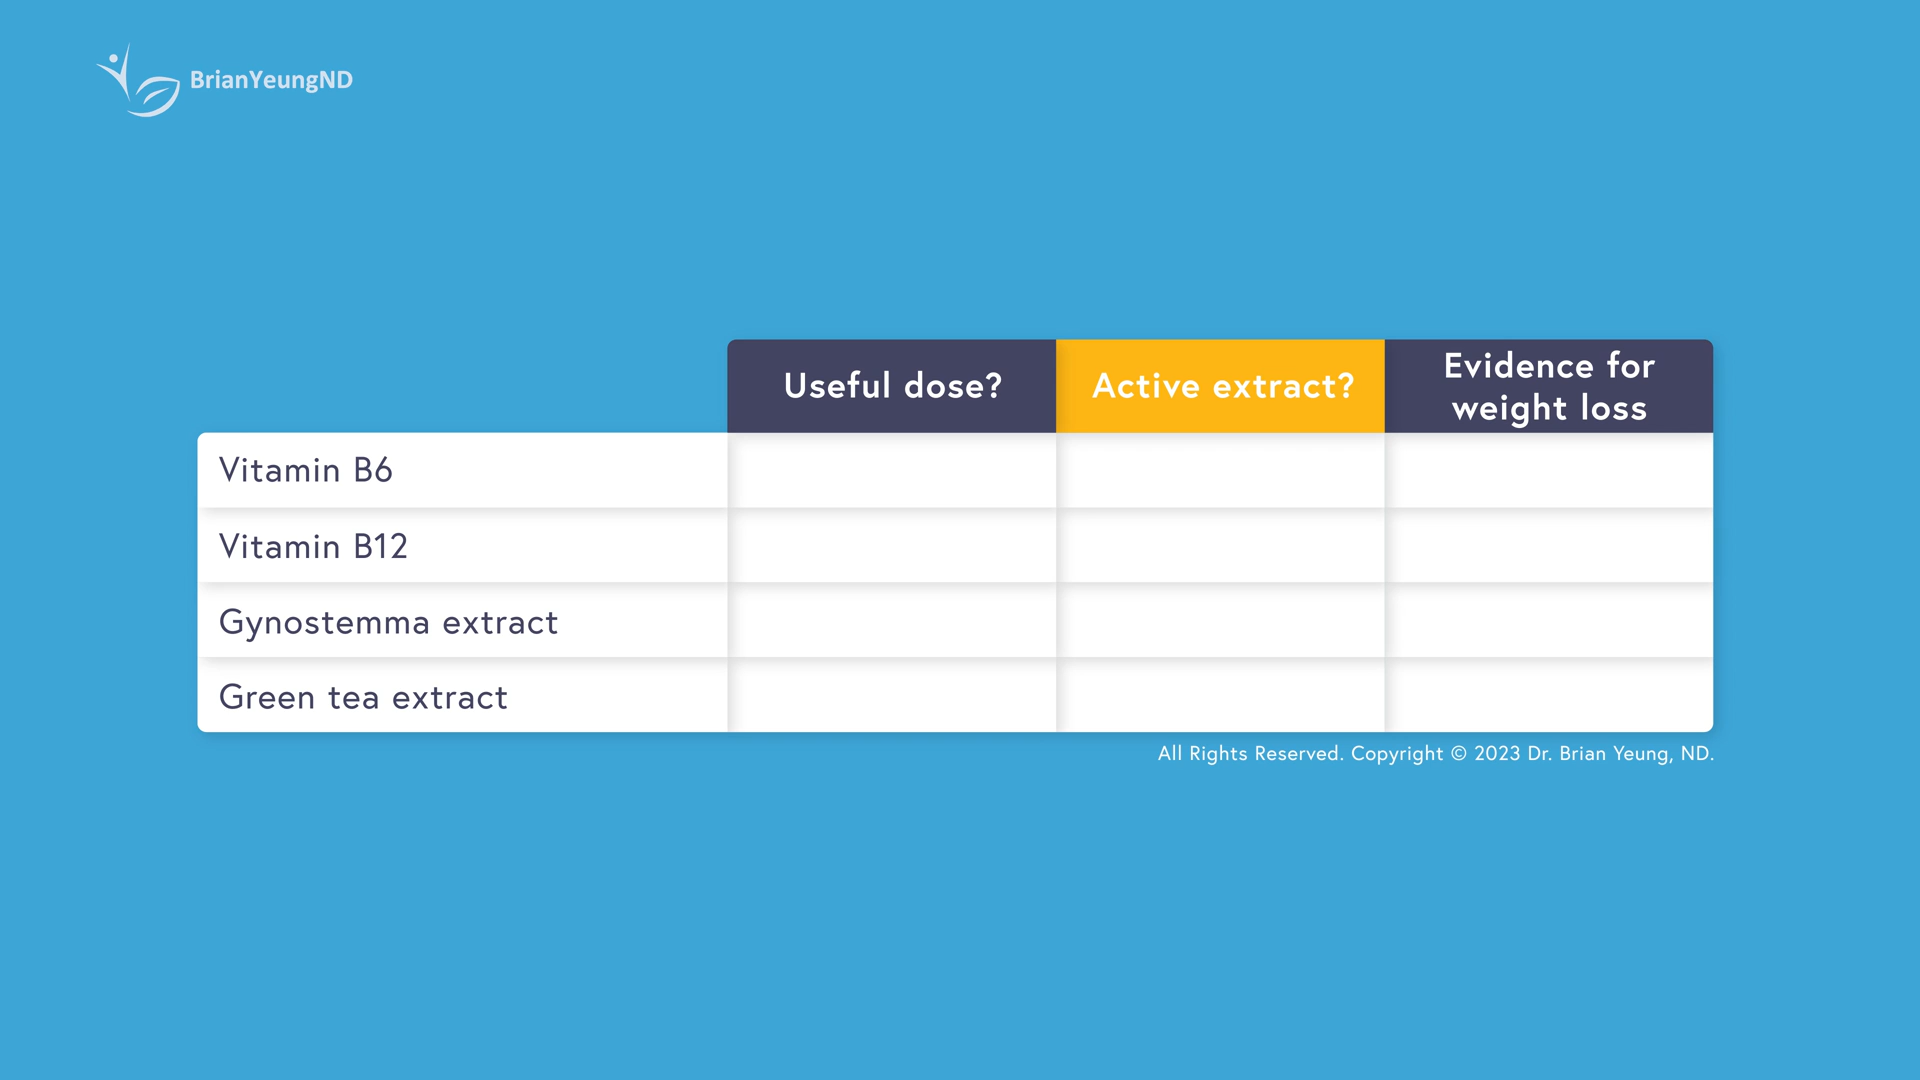 BrianYeungND
Useful dose?
Active extract?
Evidence for
weight loss
Vitamin B6
Vitamin B12
Gynostemma extract
Green tea extract
All Rights Reserved. Copyright © 2023 Dr. Brian Yeung, ND.